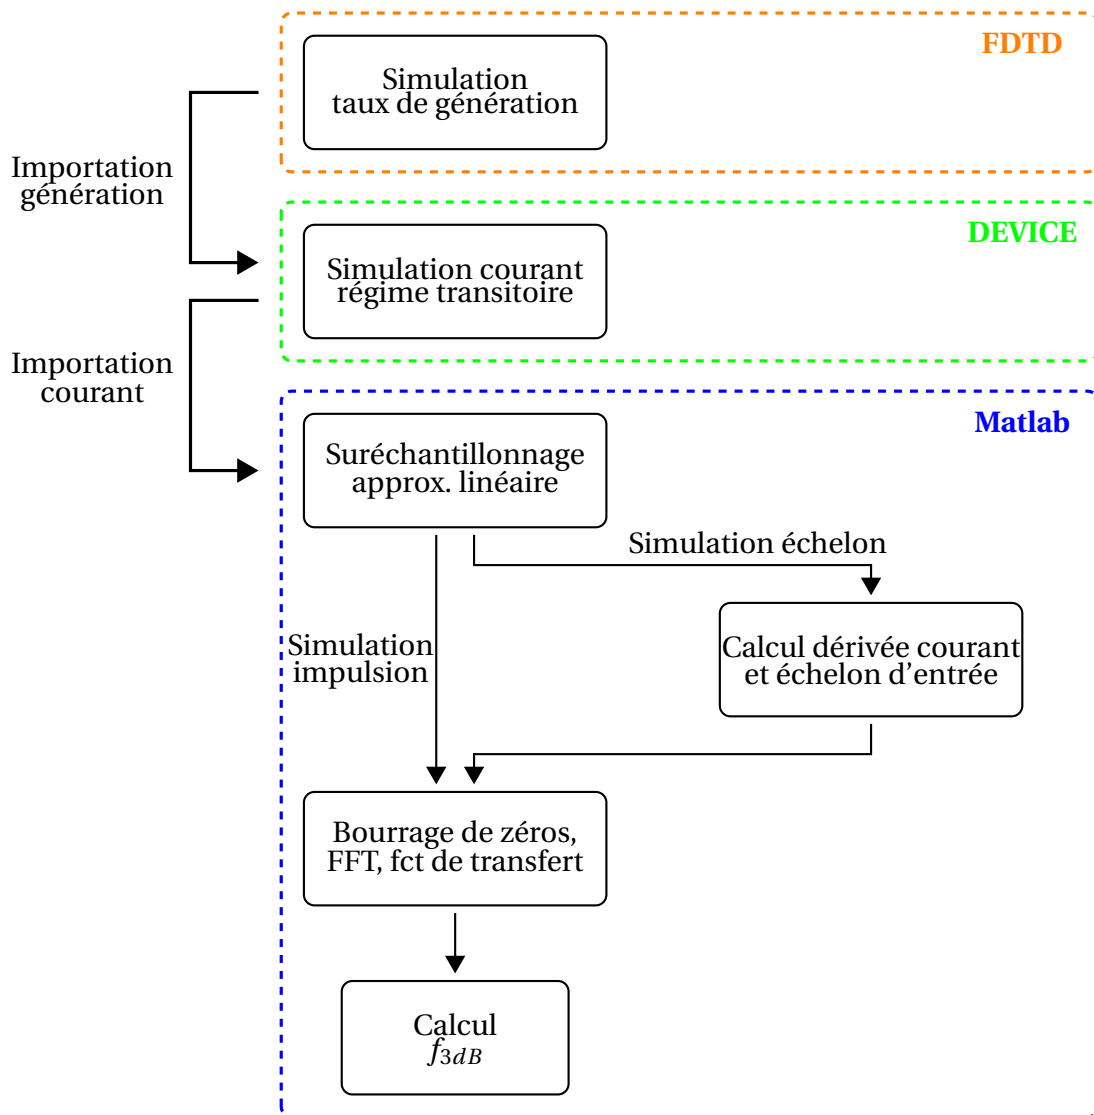 FDTD
Simulation
taux de génération
Importation
génération
DEVICE
Simulation courant
régime transitoire
Importation
courant
Matlab
Suréchantillonnage
approx. linéaire
Simulation échelon
Simulation
impulsion
Calcul dérivée courant
et échelon d'entrée
Bourrage de zéros,
FFT, fct de transfert
Calcul
f3dB